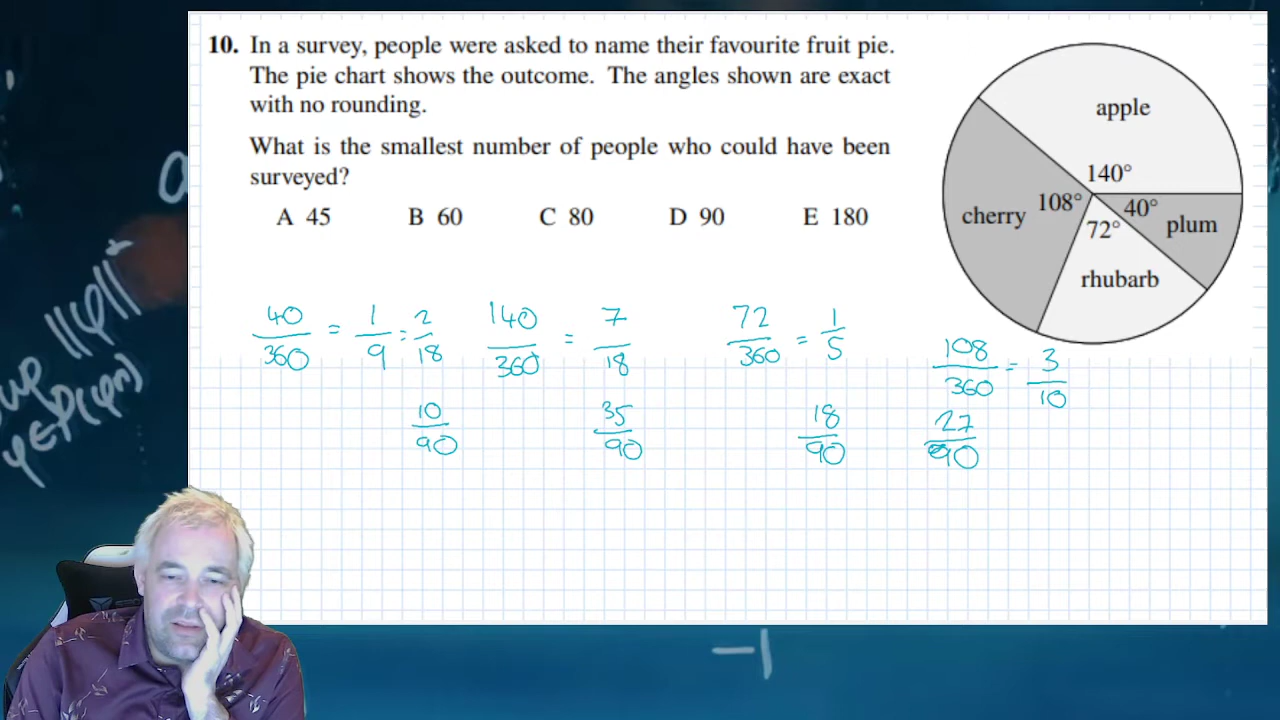 10. In a survey, people were asked to name their favourite fruit pie.
The pie chart shows the outcome. The angles shown are exact
with no rounding.
What is the smallest number of people who could have been
surveyed?
A 45 B 60 C 80 D 90 E 180
apple
140°
108°
40°
cherry
72°
plum
rhubarb
40/360 = 1/9 = 2/18
140/360 = 7/18
72/360 = 1/5
108/360 = 3/10
10/90
35/90
18/90
27/90
||φ||
γ∈P(φn)
-1